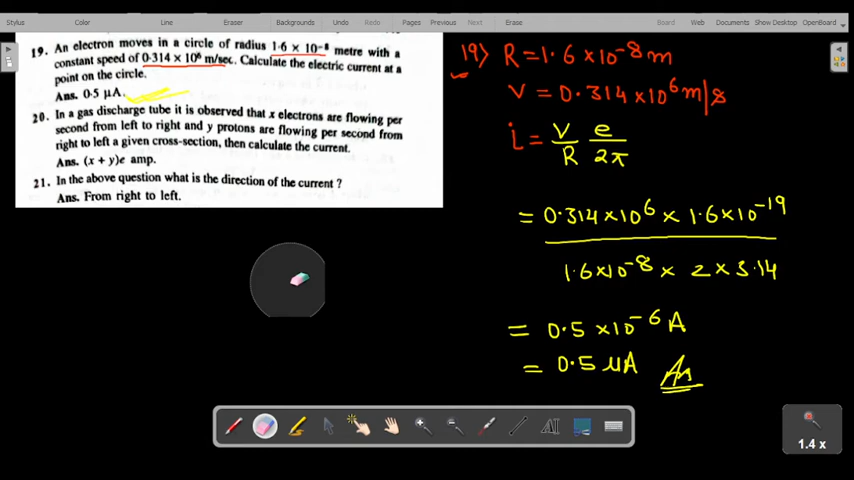 Stylus
Color
Line
Eraser
Backgrounds
Undo
Redo
Pages
Previous
Next
Erase
Board
Web
Documents
Show Desktop
OpenBoard
19. An electron moves in a circle of radius 1·6 × 10⁻⁸ metre with a
constant speed of 0·314 × 10⁶ m/sec. Calculate the electric current at a
point on the circle.
Ans. 0·5 μA.
20. In a gas discharge tube it is observed that x electrons are flowing per
second from left to right and y protons are flowing per second from
right to left a given cross-section, then calculate the current.
Ans. (x + y)e amp.
21. In the above question what is the direction of the current ?
Ans. From right to left.
19) R = 1.6 × 10⁻⁸ m
v = 0.314 × 10⁶ m/s
i = v/R e/2π
= 0.314 × 10⁶ × 1.6 × 10⁻¹⁹
1.6 × 10⁻⁸ × 2 × 3.14
= 0.5 × 10⁻⁶ A
= 0.5 μA Ans
1.4 x